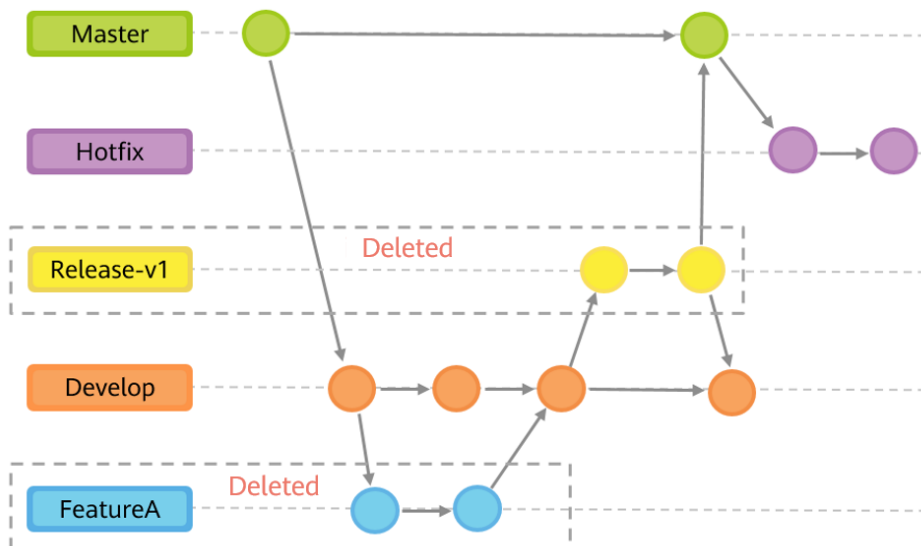 Master
Hotfix
Deleted
Release-v1
Develop
Deleted
FeatureA